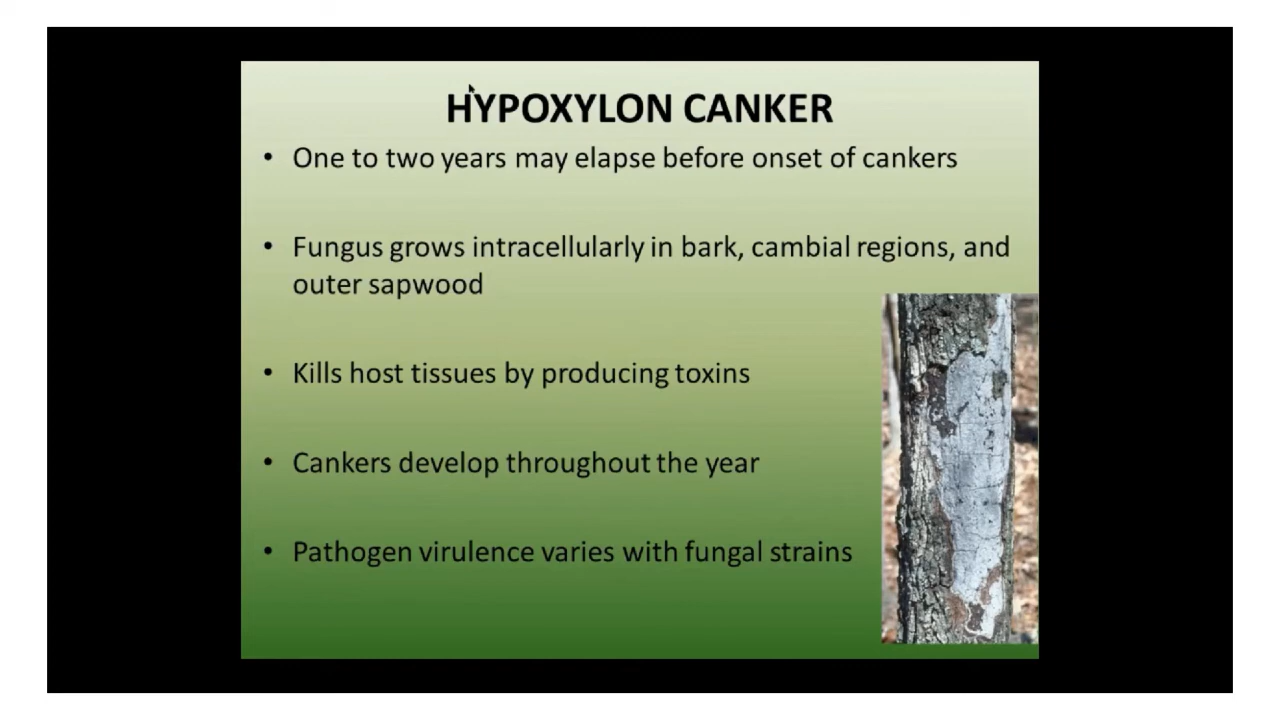 HYPOXYLON CANKER
• One to two years may elapse before onset of cankers
• Fungus grows intracellularly in bark, cambial regions, and
outer sapwood
• Kills host tissues by producing toxins
• Cankers develop throughout the year
• Pathogen virulence varies with fungal strains